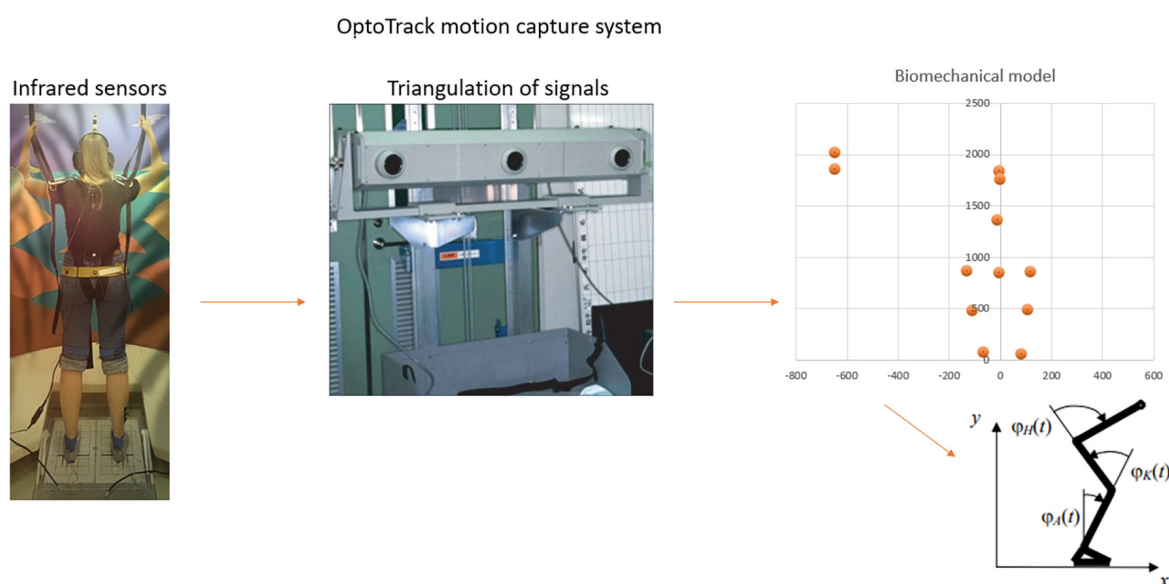 OptoTrack motion capture system
Infrared sensors
Triangulation of signals
Biomechanical model
2500
2000
1500
1000
500
0
-800 -600 -400 -200 0 200 400 600
y
φH(t)
φK(t)
φA(t)
x